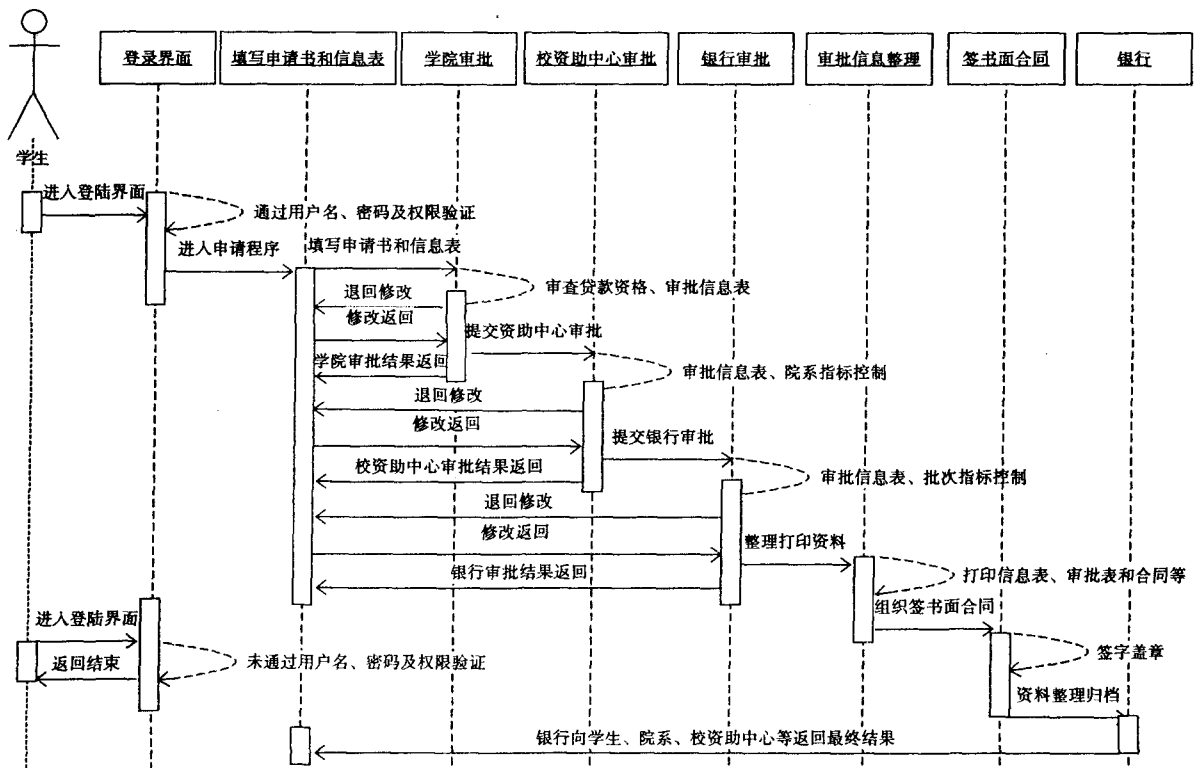 登录界面
填写申请书和信息表
学院审批
校资助中心审批
银行审批
审批信息整理
签书面合同
银行
学生
进入登陆界面
通过用户名、密码及权限验证
进入申请程序
填写申请书和信息表
审查贷款资格、审批信息表
退回修改
修改返回
提交资助中心审批
学院审批结果返回
审批信息表、院系指标控制
退回修改
修改返回
提交银行审批
校资助中心审批结果返回
审批信息表、批次指标控制
退回修改
修改返回
整理打印资料
银行审批结果返回
打印信息表、审批表和合同等
组织签书面合同
进入登陆界面
签字盖章
返回结束
未通过用户名、密码及权限验证
资料整理归档
银行向学生、院系、校资助中心等返回最终结果